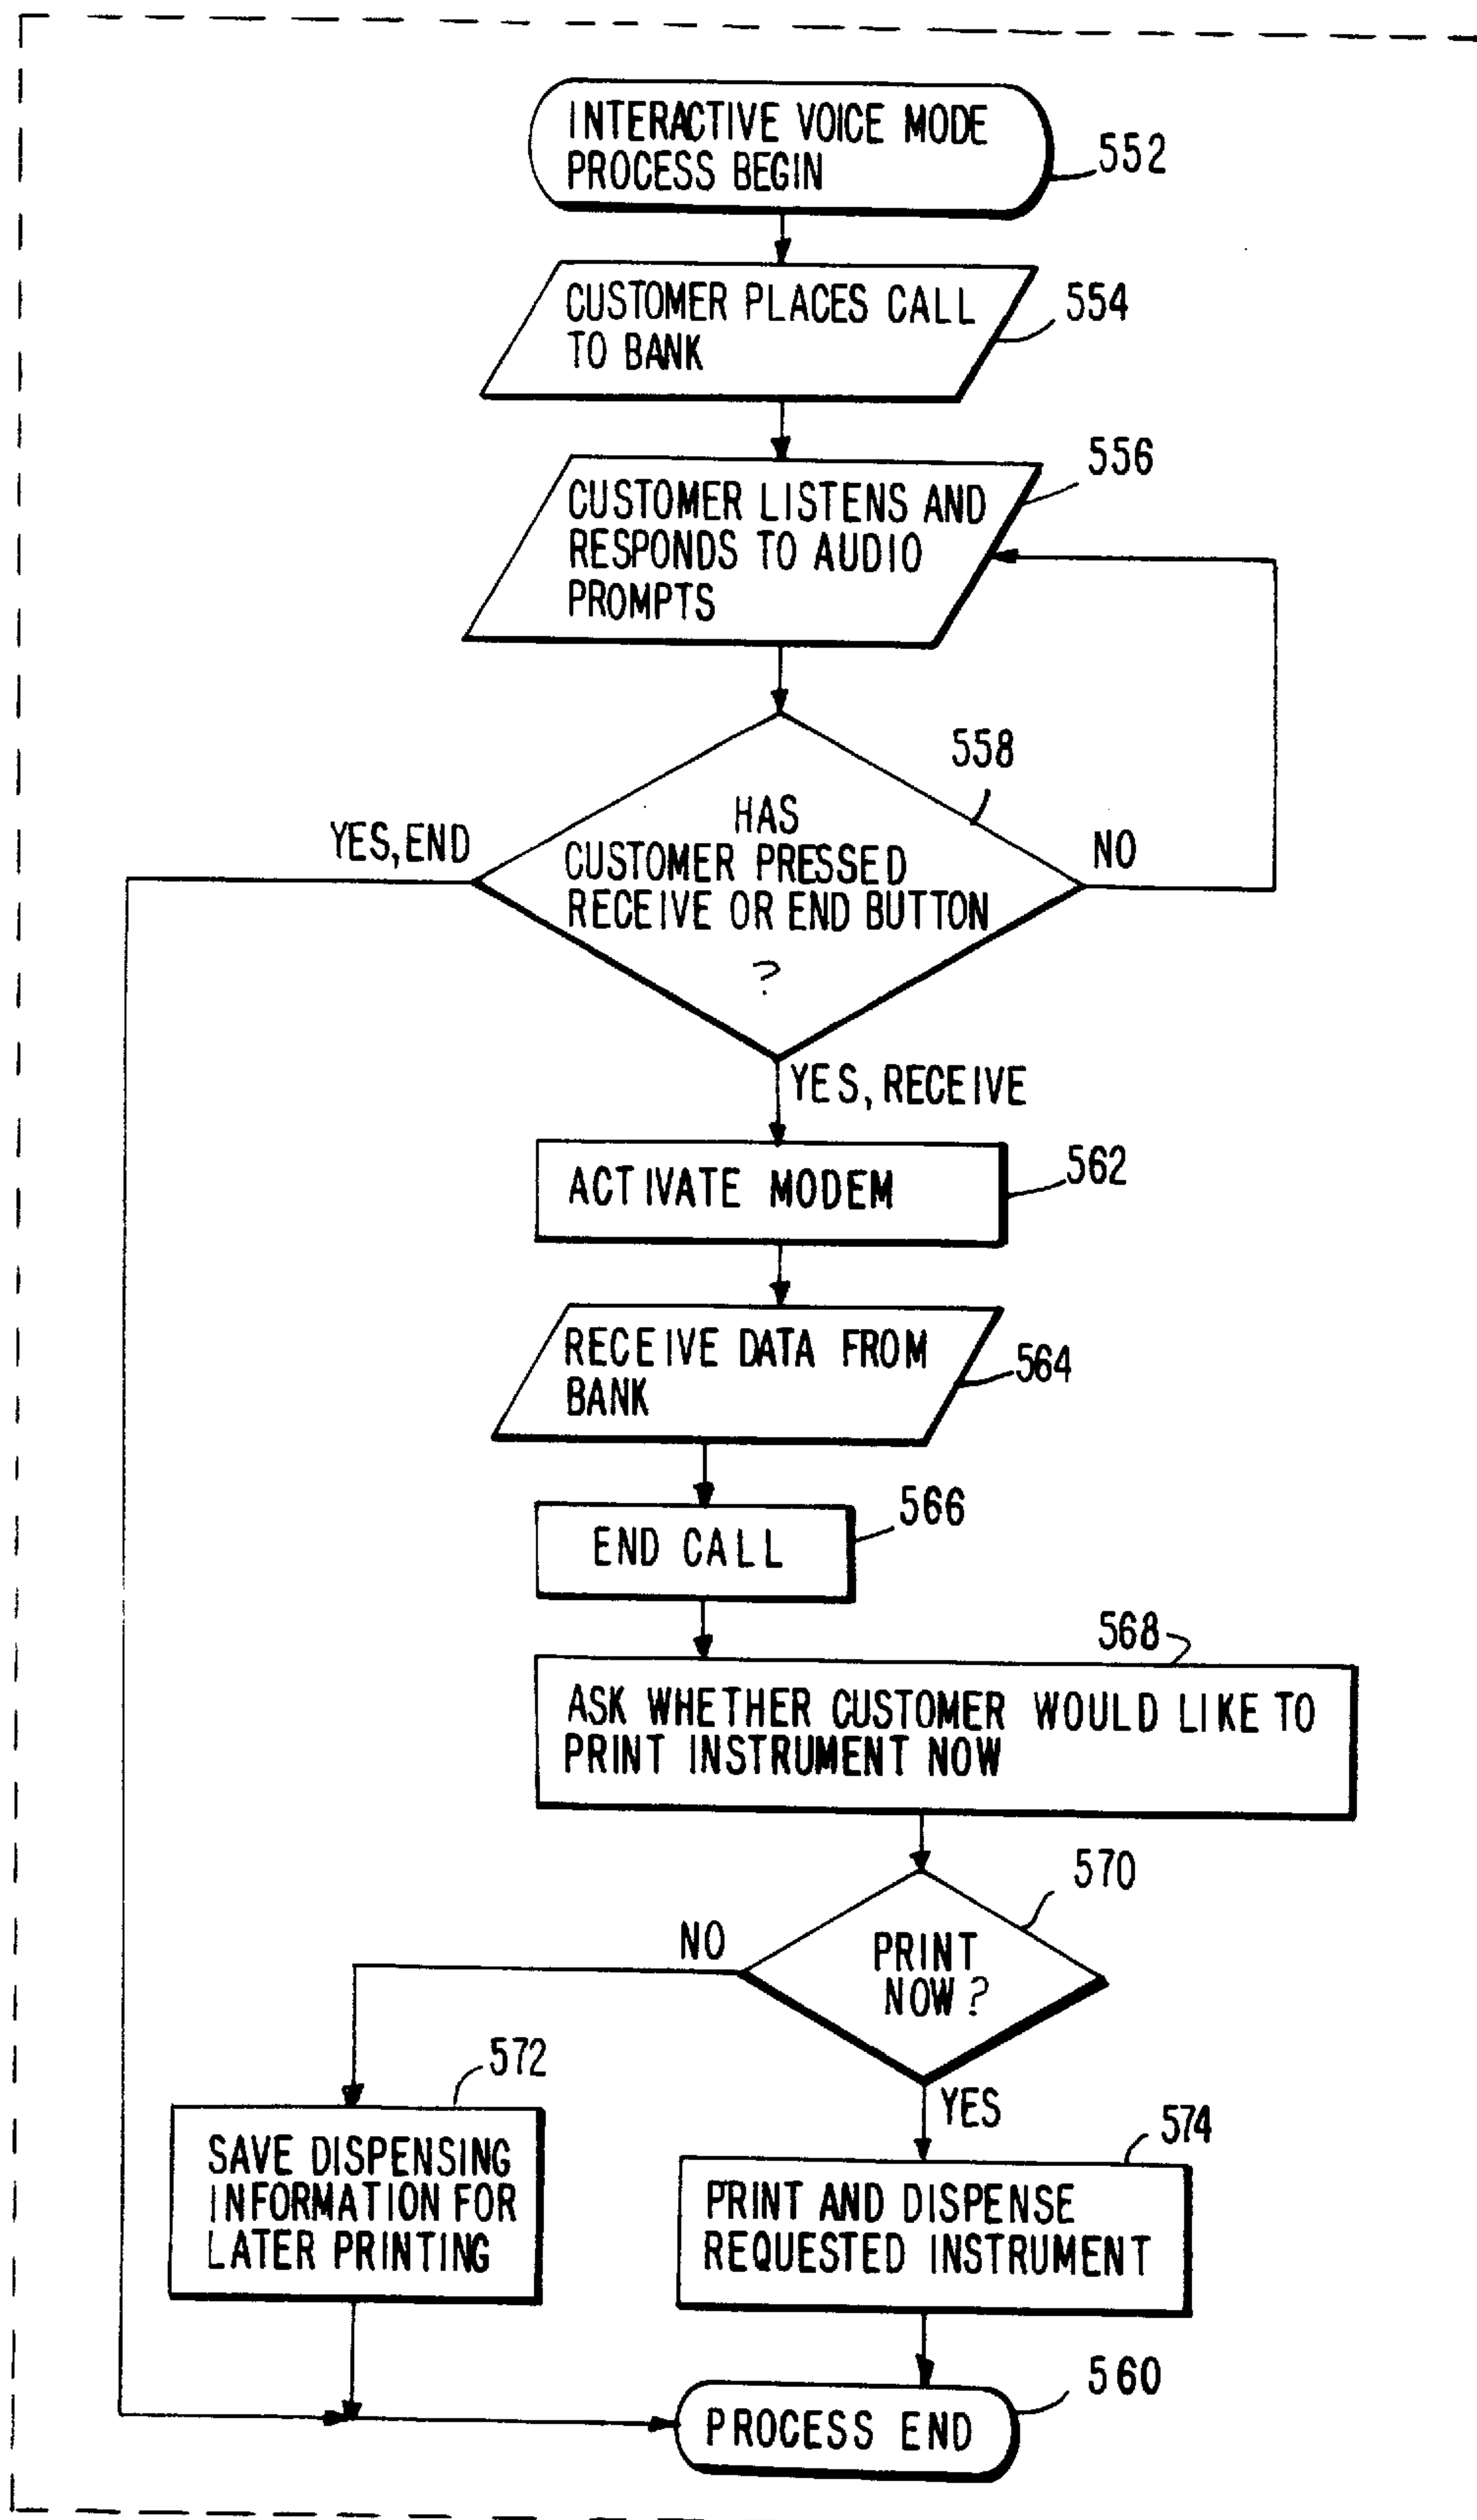 INTERACTIVE VOICE MODE
PROCESS BEGIN
552
CUSTOMER PLACES CALL
TO BANK
554
556
CUSTOMER LISTENS AND
RESPONDS TO AUDIO
PROMPTS
558
HAS
CUSTOMER PRESSED
RECEIVE OR END BUTTON
?
YES, END
NO
YES, RECEIVE
ACTIVATE MODEM
562
RECEIVE DATA FROM
BANK
564
END CALL
566
568
ASK WHETHER CUSTOMER WOULD LIKE TO
PRINT INSTRUMENT NOW
570
PRINT
NOW?
NO
YES
572
SAVE DISPENSING
INFORMATION FOR
LATER PRINTING
574
PRINT AND DISPENSE
REQUESTED INSTRUMENT
560
PROCESS END